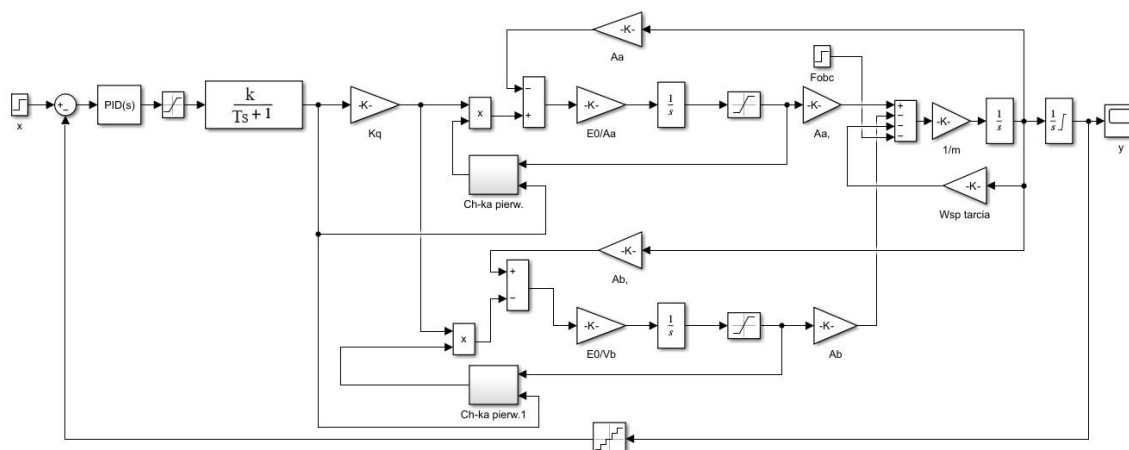 x
+
−
PID(s)
k
Ts + 1
-K-
Kq
x
-K-
Aa
−
+
-K-
E0/Aa
1
s
-K-
Aa,
Fobc
+
−
−
−
-K-
1/m
1
s
1
s
y
Ch-ka pierw.
-K-
Wsp tarcia
-K-
Ab,
+
−
x
-K-
E0/Vb
1
s
-K-
Ab
Ch-ka pierw.1